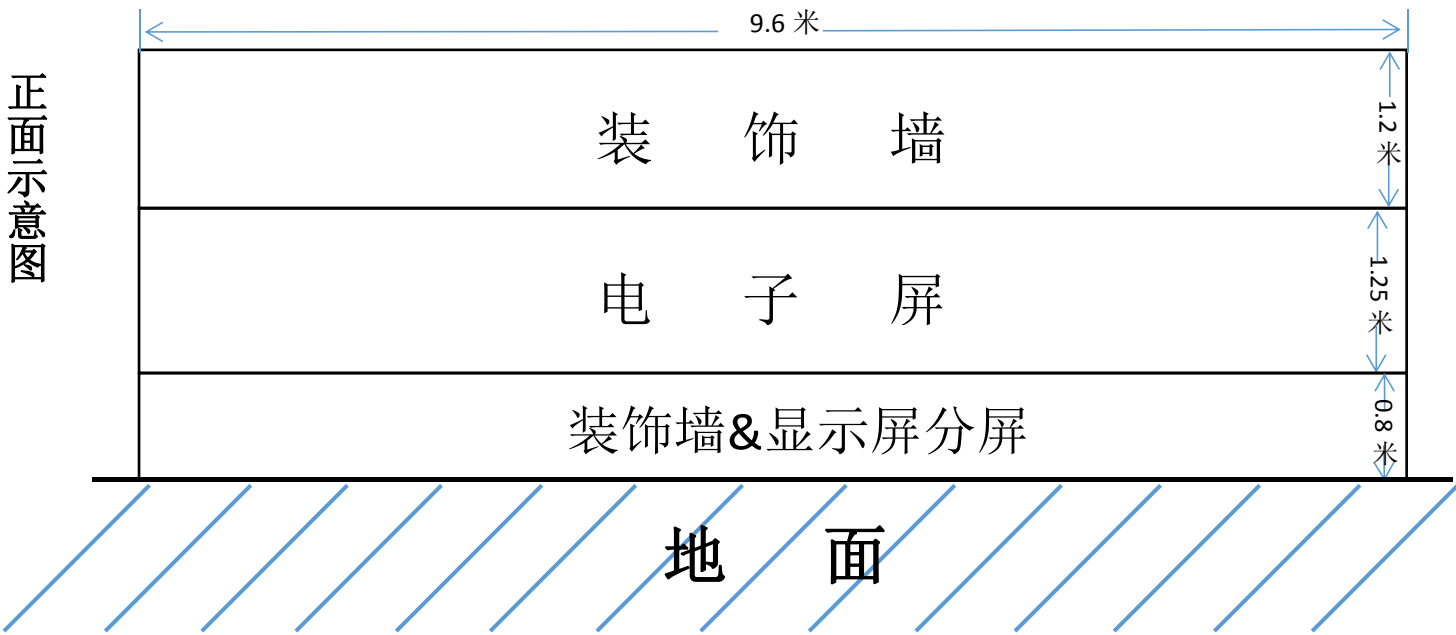 9.6 米
正面示意图
装 饰 墙
1.2 米
电 子 屏
1.25 米
装饰墙&显示屏分屏
0.8 米
地 面